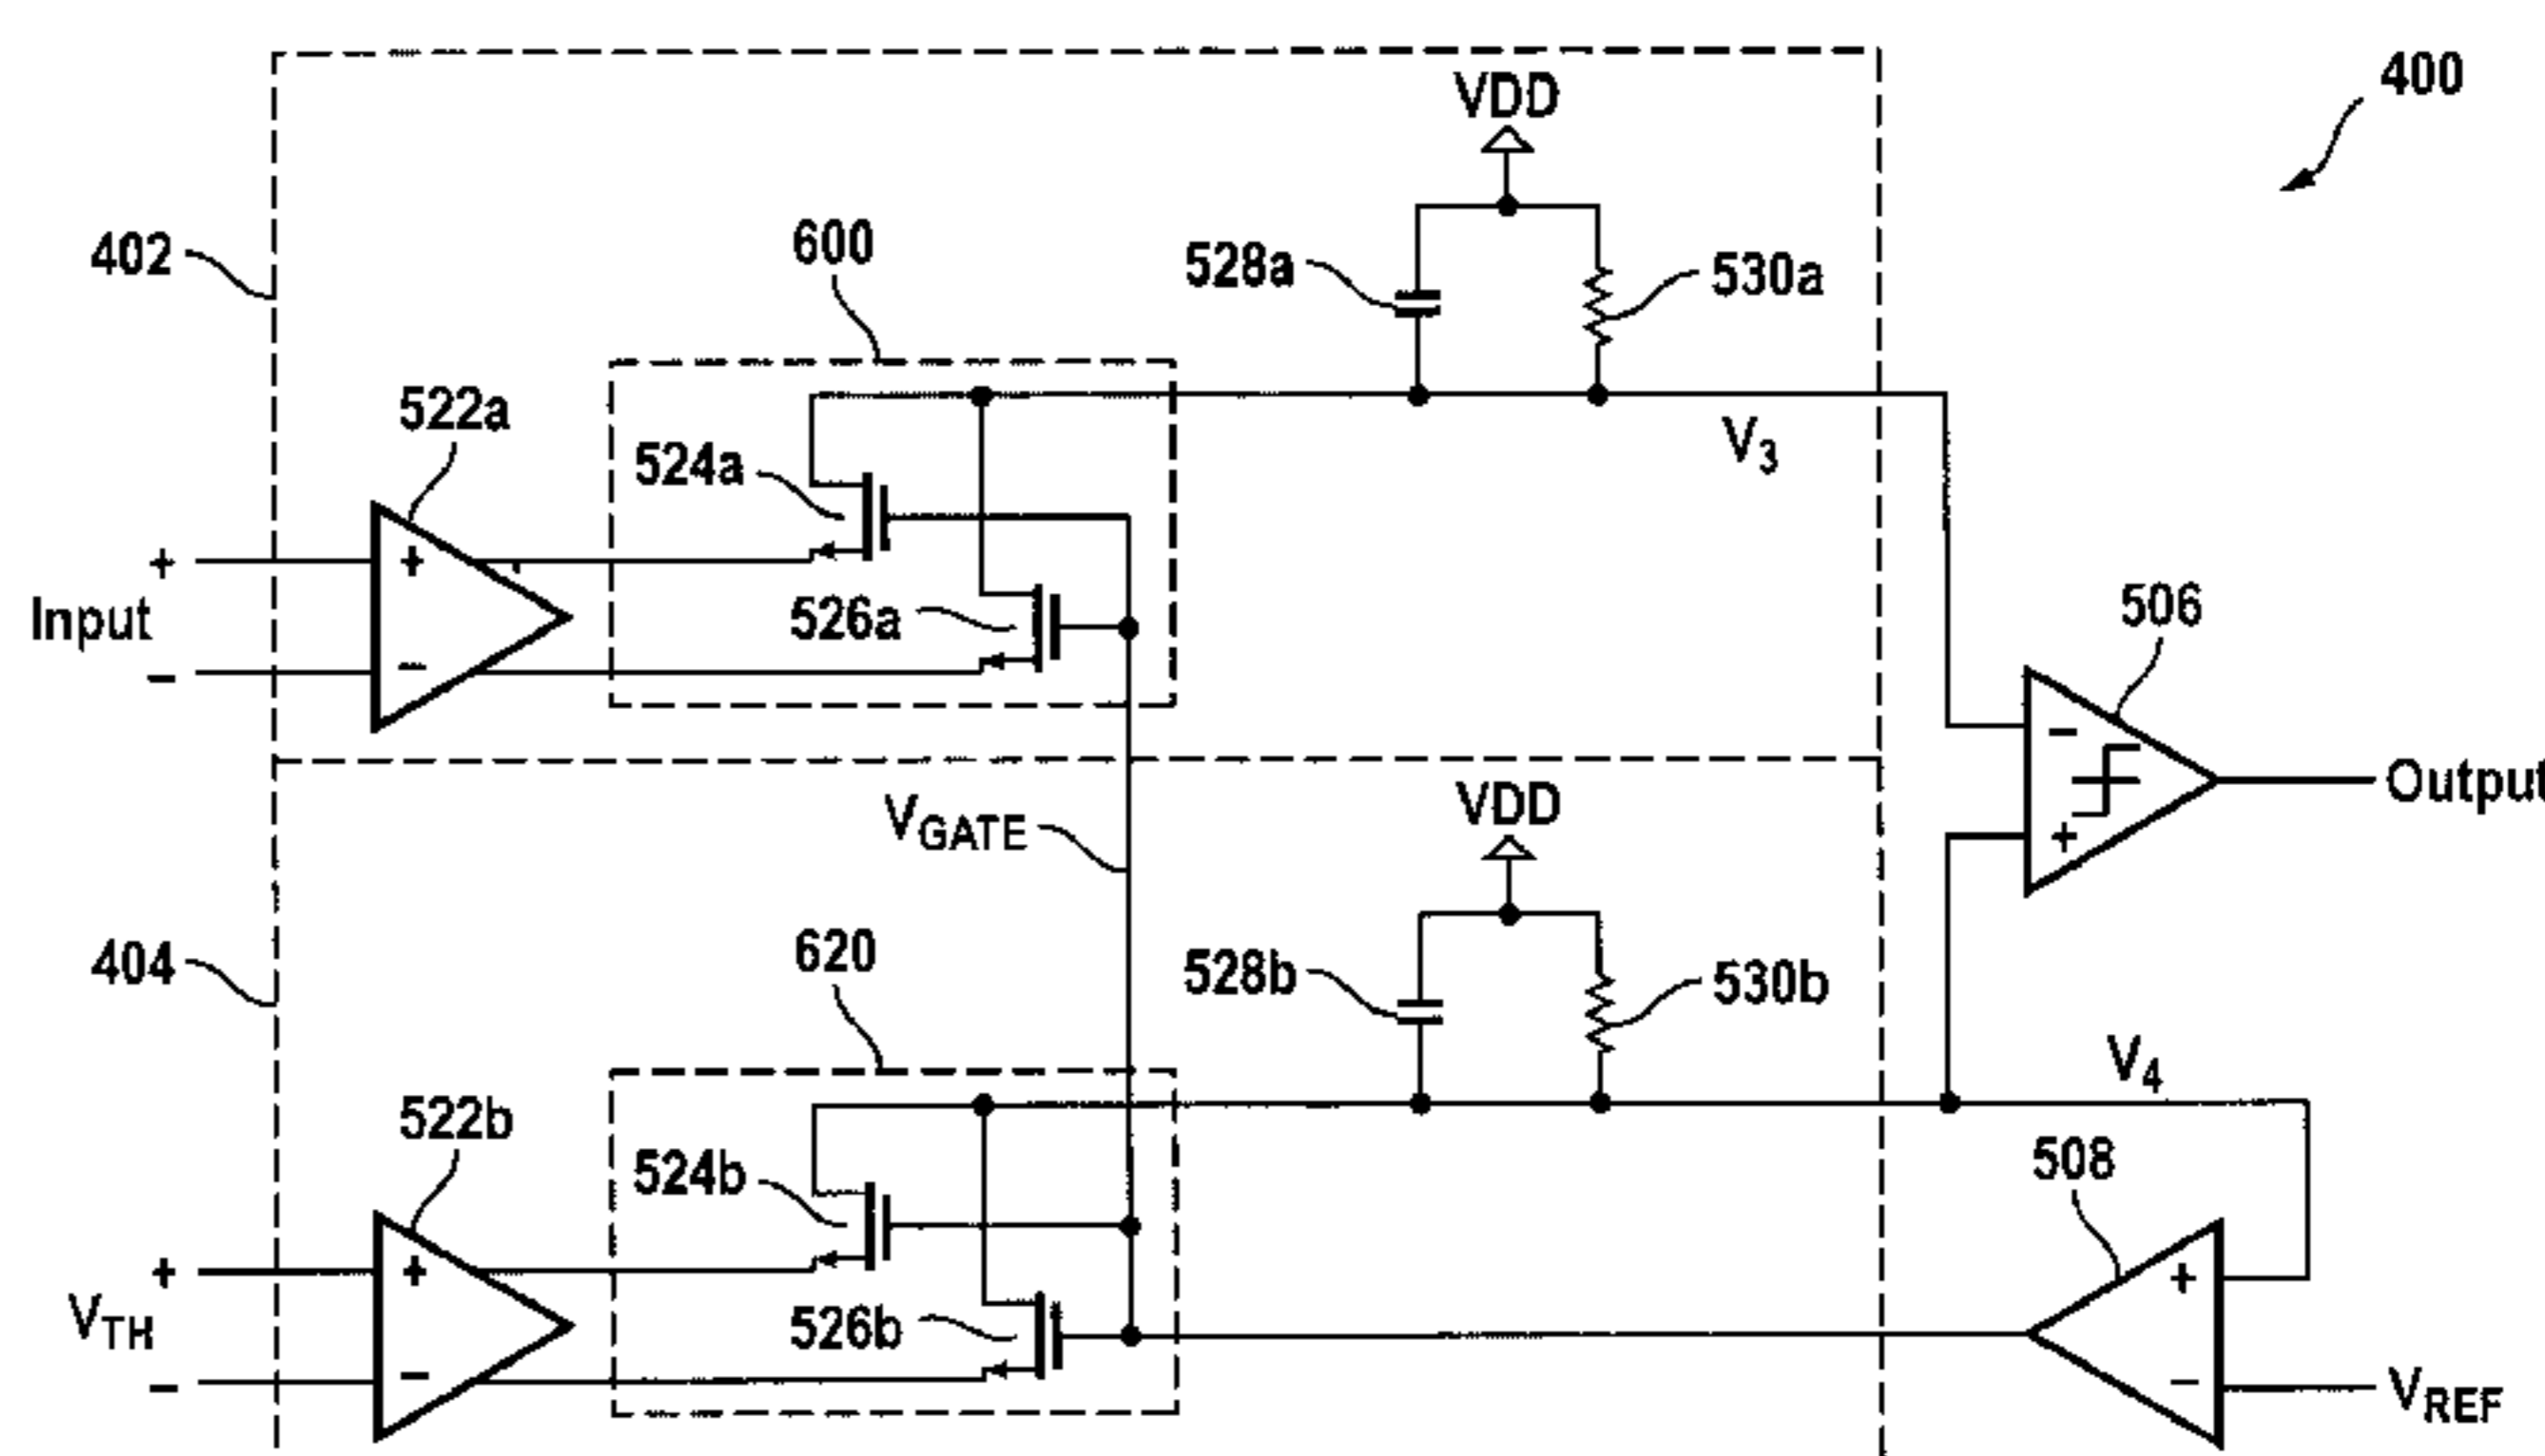 400
VDD
402
600
528a
530a
522a
524a
V3
+
+
Input
526a
506
−
−
−
Output
VGATE
VDD
+
404
620
528b
530b
V4
522b
524b
508
+
+
+
VTH
526b
−
−
−
VREF